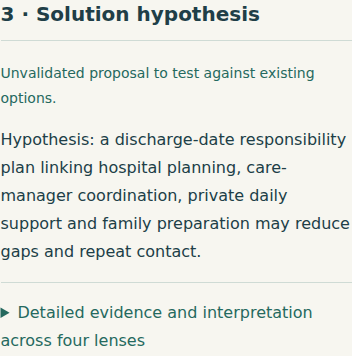 3 · Solution hypothesis
Unvalidated proposal to test against existing
options.
Hypothesis: a discharge-date responsibility
plan linking hospital planning, care-
manager coordination, private daily
support and family preparation may reduce
gaps and repeat contact.
▶ Detailed evidence and interpretation
across four lenses